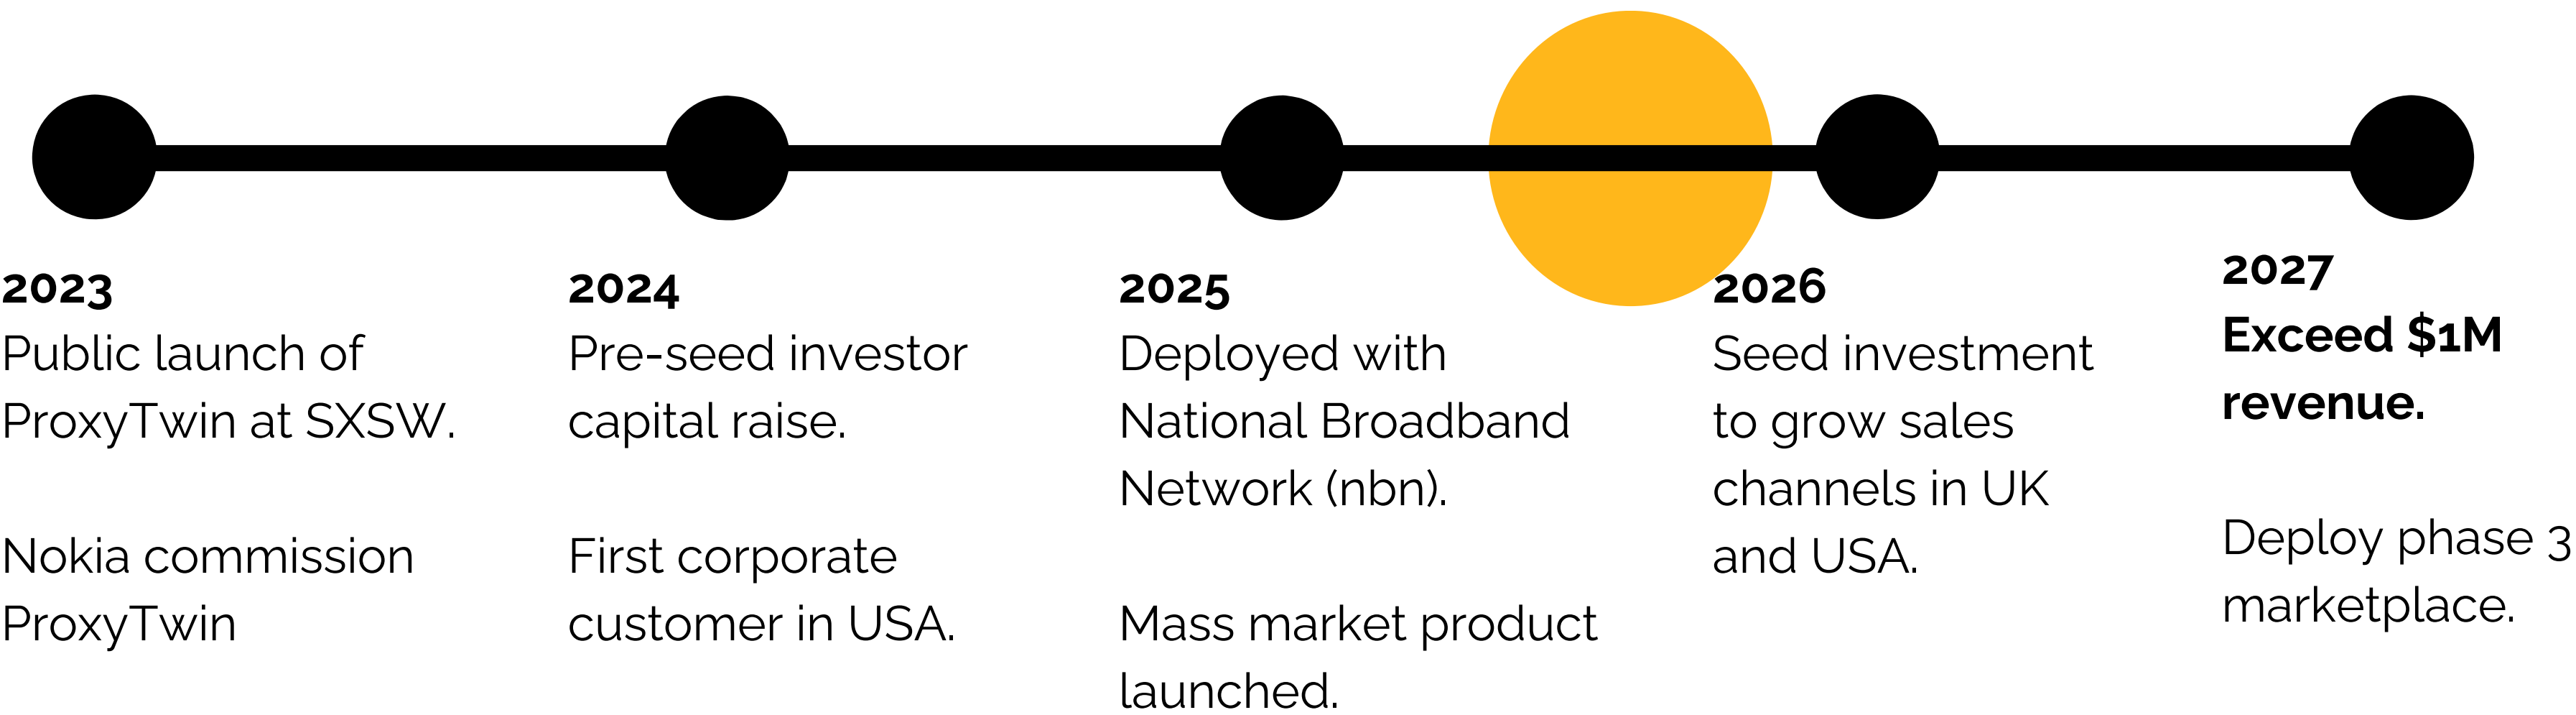 2023
Public launch of
ProxyTwin at SXSW.
Nokia commission
ProxyTwin
2024
Pre-seed investor
capital raise.
First corporate
customer in USA.
2025
Deployed with
National Broadband
Network (nbn).
Mass market product
launched.
2026
Seed investment
to grow sales
channels in UK
and USA.
2027
Exceed $1M
revenue.
Deploy phase 3
marketplace.